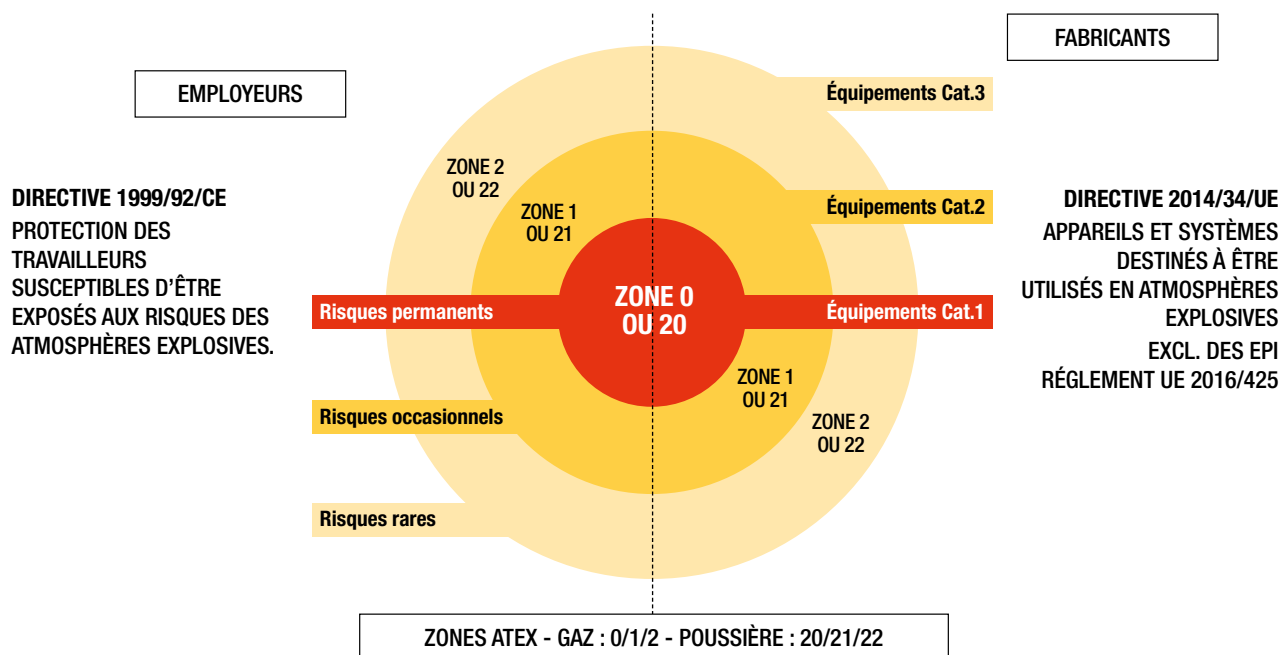 EMPLOYEURS
DIRECTIVE 1999/92/CE
PROTECTION DES
TRAVAILLEURS
SUSCEPTIBLES D'ÊTRE
EXPOSÉS AUX RISQUES DES
ATMOSPHÈRES EXPLOSIVES.
ZONE 2
OU 22
ZONE 1
OU 21
Risques permanents
Risques occasionnels
Risques rares
ZONE 0
OU 20
FABRICANTS
Équipements Cat.3
Équipements Cat.2
Équipements Cat.1
ZONE 1
OU 21
ZONE 2
OU 22
DIRECTIVE 2014/34/UE
APPAREILS ET SYSTÈMES
DESTINÉS À ÊTRE
UTILISÉS EN ATMOSPHÈRES
EXPLOSIVES
EXCL. DES EPI
RÉGLEMENT UE 2016/425
ZONES ATEX - GAZ : 0/1/2 - POUSSIÈRE : 20/21/22